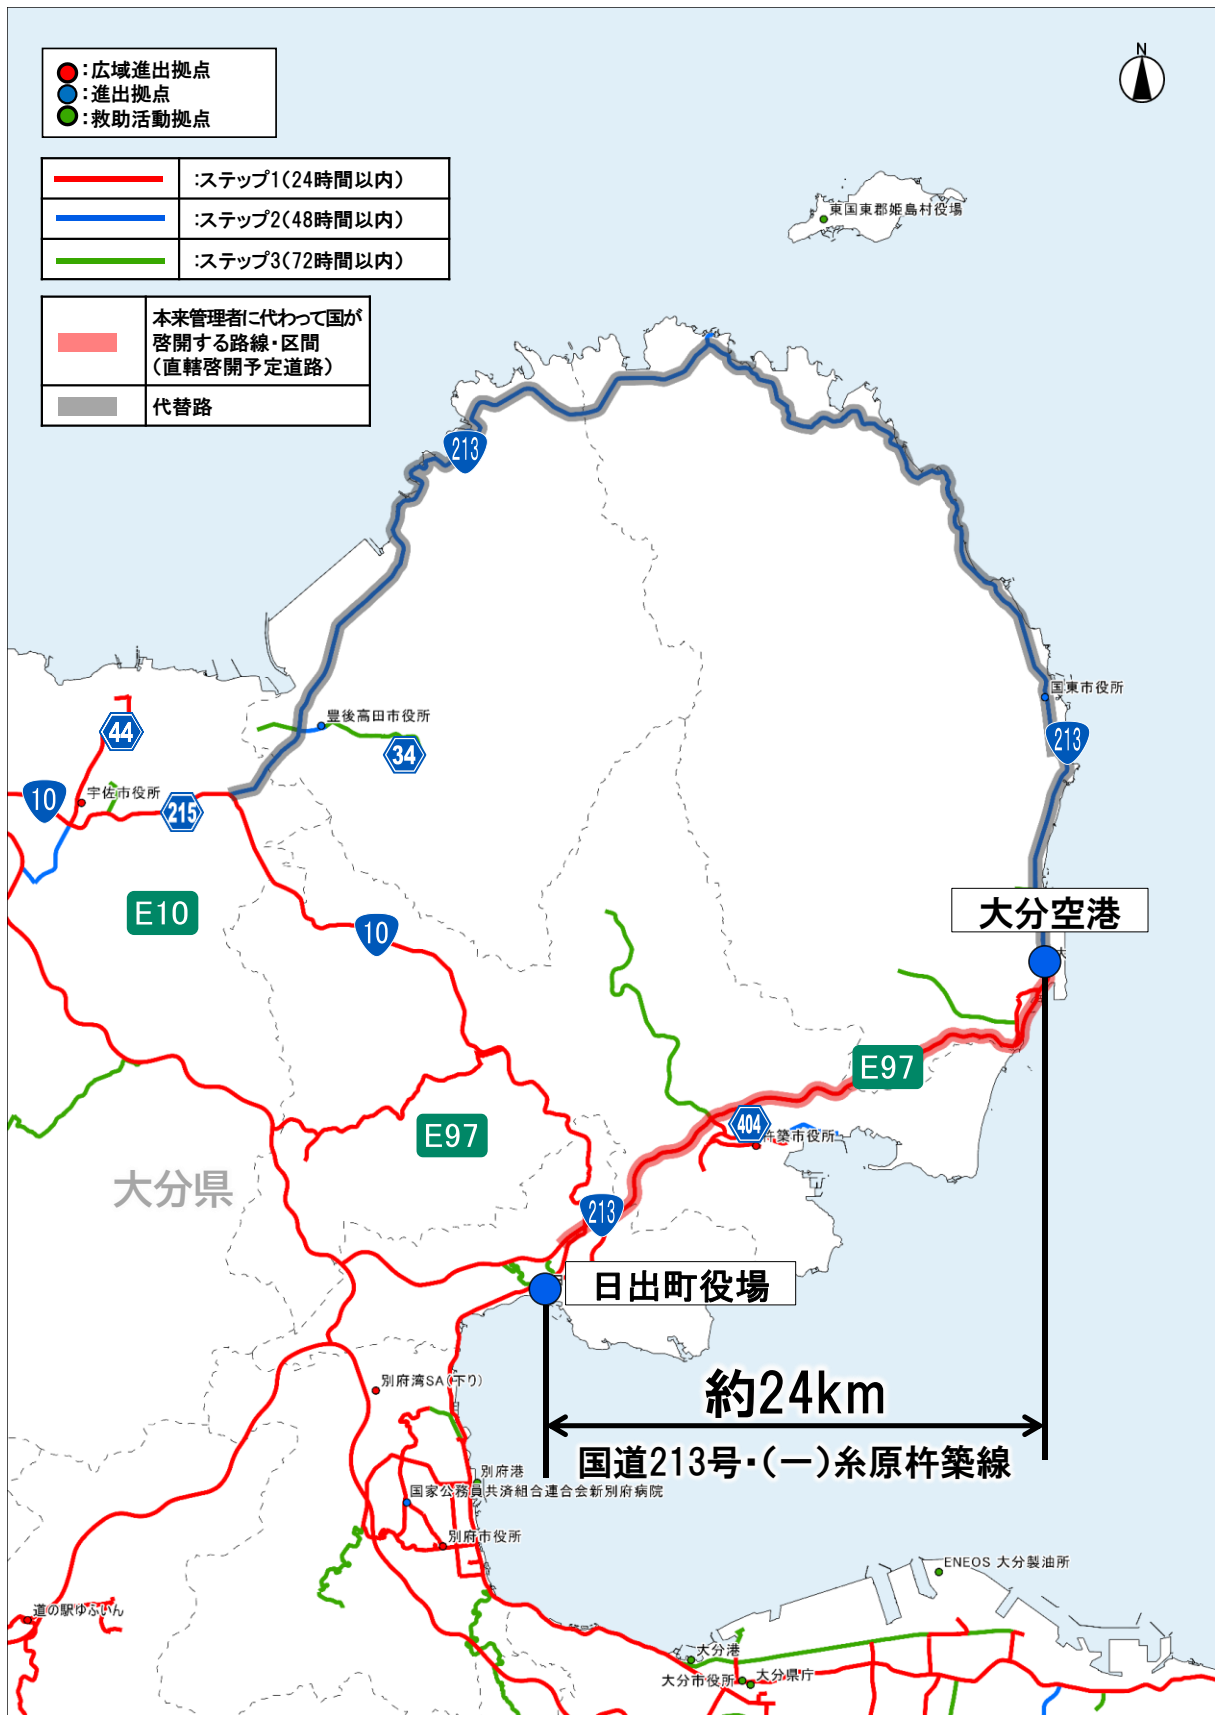 :広域進出拠点
:進出拠点
:救助活動拠点
N
:ステップ1(24時間以内)
:ステップ2(48時間以内)
:ステップ3(72時間以内)
本来管理者に代わって国が
啓開する路線・区間
(直轄啓開予定道路)
代替路
東国東郡姫島村役場
213
国東市役所
豊後高田市役所
213
44
34
10
宇佐市役所
215
E10
大分空港
10
大
E97
E97
404
杵築市役所
大分県
213
日出町役場
約24km
別府湾SA(下り)
国道213号・(一)糸原杵築線
別府港
国家公務員共済組合連合会新別府病院
別府市役所
ENEOS 大分製油所
道の駅ゆふいん
大分港
大分市役所
大分県庁